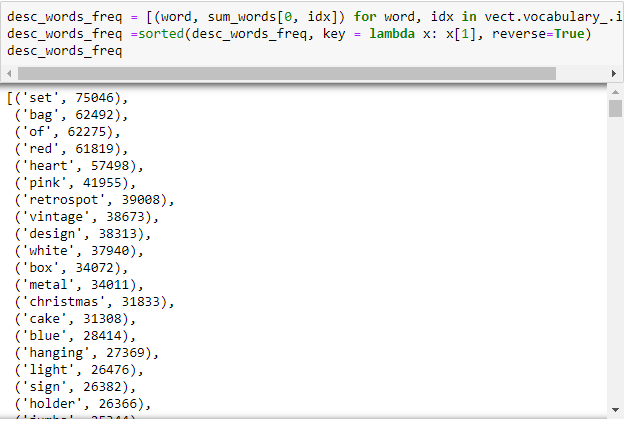 desc_words_freq = [(word, sum_words[0, idx]) for word, idx in vect.vocabulary_.i
desc_words_freq =sorted(desc_words_freq, key = lambda x: x[1], reverse=True)
desc_words_freq
[('set', 75046),
('bag', 62492),
('of', 62275),
('red', 61819),
('heart', 57498),
('pink', 41955),
('retrospot', 39008),
('vintage', 38673),
('design', 38313),
('white', 37940),
('box', 34072),
('metal', 34011),
('christmas', 31833),
('cake', 31308),
('blue', 28414),
('hanging', 27369),
('light', 26476),
('sign', 26382),
('holder', 26366),